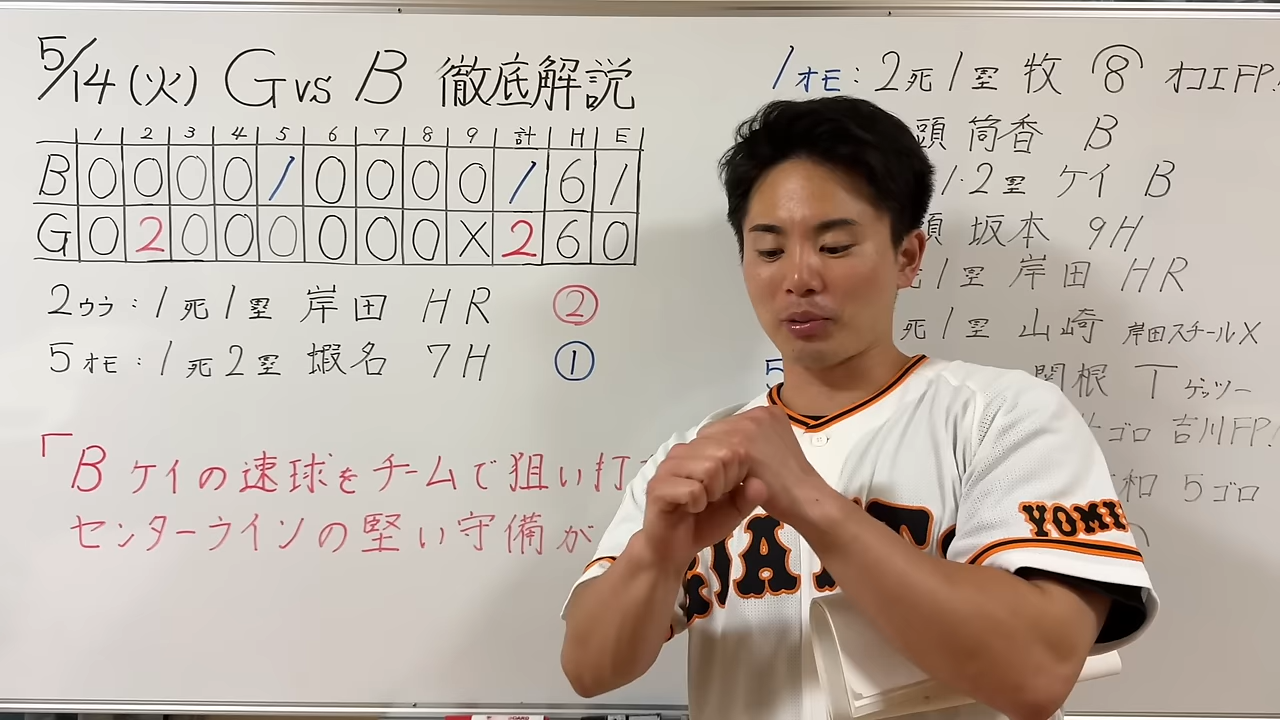 5/14(火) G vs B 徹底解説
1 2 3 4 5 6 7 8 9 計 H E
B 0 0 0 0 1 0 0 0 0 1 6 1
G 0 2 0 0 0 0 0 0 X 2 6 0
2ウラ:1死1塁 岸田 HR ②
5オモ:1死2塁 蝦名 7H ①
「B ケイの速球をチームで狙い打
センターラインの堅い守備が
1オモ:2死1塁 牧 8 オコエFP!
頭 筒香 B
1・2塁 ケイ B
頭 坂本 9H
死1塁 岸田 HR
死1塁 山崎 岸田スチールX
5
関根 T ゲッツー
ゴロ 吉川FP!
和 5ゴロ
GIANTS
YOMI